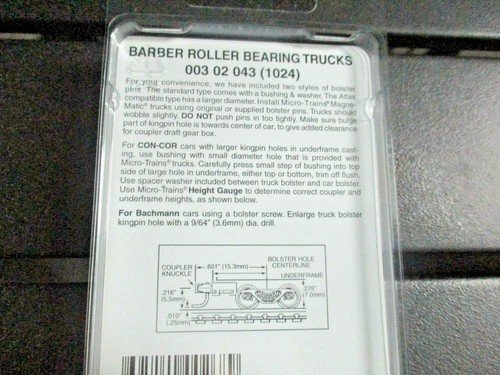 BARBER ROLLER BEARING TRUCKS
003 02 043 (1024)
For your convenience, we have included two styles of bolster
pins. The standard type comes with a bushing & washer. The Atlas
compatible type has a larger diameter. Install Micro-Trains® Magne-
Matic® trucks using original or supplied bolster pins. Trucks should
wobble slightly. DO NOT push pins in too tightly. Make sure bulge
part of kingpin hole is towards center of car, to give added clearance
for coupler draft gear box.
For CON-COR cars with larger kingpin holes in underframe cast-
ing, use bushing with small diameter hole that is provided with
Micro-Trains® trucks. Carefully press small step of bushing into top
side of large hole in underframe, either top or bottom, trim off flush.
Use spacer washer included between truck bolster and car bolster.
Use Micro-Trains® Height Gauge to determine correct coupler and
underframe heights, as shown below.
For Bachmann cars using a bolster screw. Enlarge truck bolster
kingpin hole with a 9/64" (3.6mm) dia. drill.
COUPLER
KNUCKLE
.601" (15.3mm)
BOLSTER HOLE
CENTERLINE
UNDERFRAME
.216"
(5.5mm)
.275"
(7.0mm)
.010"
(.25mm)